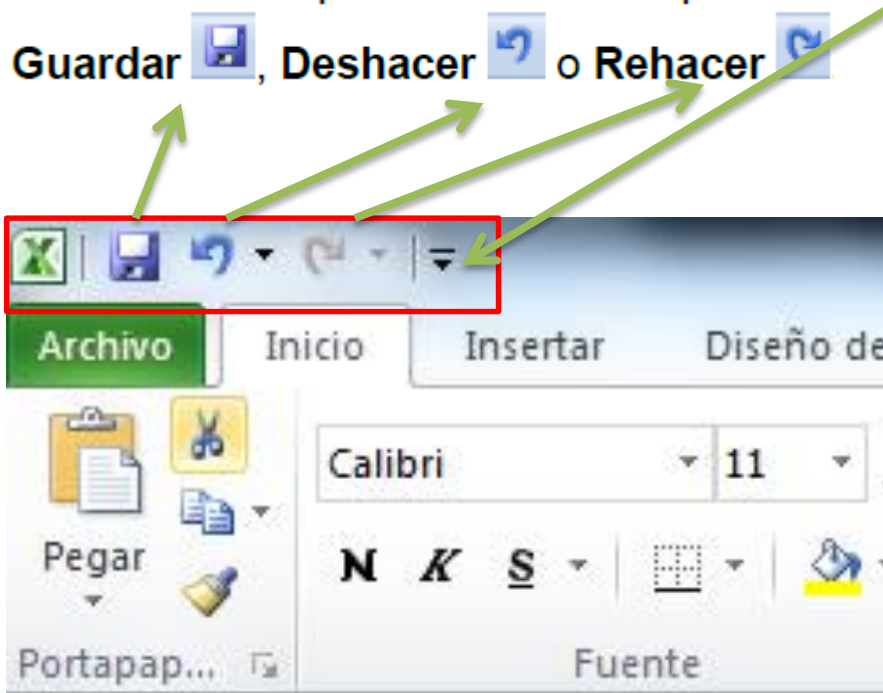 Guardar , Deshacer o Rehacer
Archivo Inicio Insertar Diseño de
Calibri 11
Pegar N K S
Portapap... Fuente